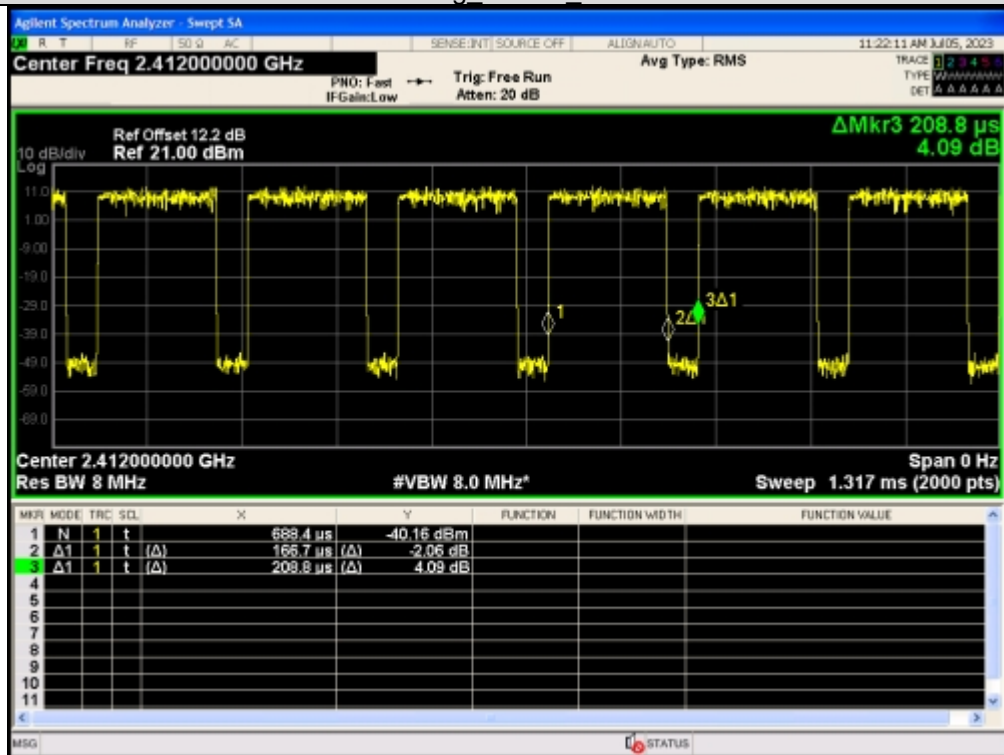 Agilent Spectrum Analyzer - Swept SA
R T RF 50 Ω AC SENSE:INT SOURCE OFF ALIGNAUTO 11:22:11 AM Jul 05, 2023
Center Freq 2.412000000 GHz
Avg Type: RMS
TRACE 1 2 3 4 5 6
PNO: Fast
Trig: Free Run
TYPE
IFGain:Low
Atten: 20 dB
DET A A A A A A
ΔMkr3 208.8 µs
4.09 dB
Ref Offset 12.2 dB
10 dB/div Ref 21.00 dBm
Log
11.0
1.00
-9.00
-19.0
-29.0
-39.0
-49.0
-59.0
-69.0
1
2Δ1
3Δ1
Center 2.412000000 GHz Span 0 Hz
Res BW 8 MHz #VBW 8.0 MHz* Sweep 1.317 ms (2000 pts)
MKR MODE TRC SCL X Y FUNCTION FUNCTION WIDTH FUNCTION VALUE
1 N 1 t 688.4 µs -40.16 dBm
2 Δ1 1 t (Δ) 166.7 µs (Δ) -2.06 dB
3 Δ1 1 t (Δ) 208.8 µs (Δ) 4.09 dB
4
5
6
7
8
9
10
11
MSG STATUS